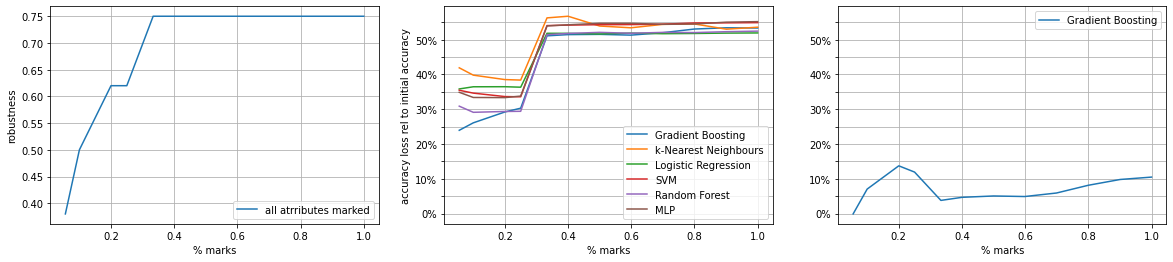 0.75
0.70
0.65
0.60
0.55
0.50
0.45
0.40
robustness
all atrributes marked
0.2 0.4 0.6 0.8 1.0
% marks
50%
40%
30%
20%
10%
0%
accuracy loss rel to initial accuracy
Gradient Boosting
k-Nearest Neighbours
Logistic Regression
SVM
Random Forest
MLP
0.2 0.4 0.6 0.8 1.0
% marks
Gradient Boosting
50%
40%
30%
20%
10%
0%
0.2 0.4 0.6 0.8 1.0
% marks